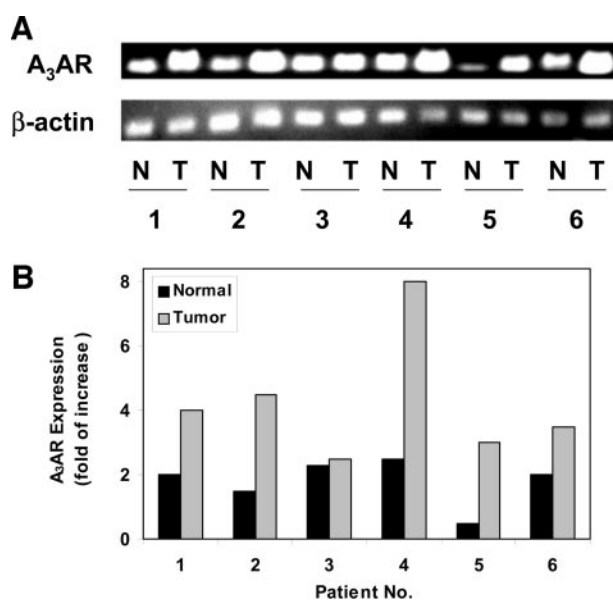 A
A₃AR
β-actin
N T N T N T N T N T N T
1 2 3 4 5 6
B
8
6
4
2
0
Normal
Tumor
A₃AR Expression
(fold of increase )
1 2 3 4 5 6
Patient No.